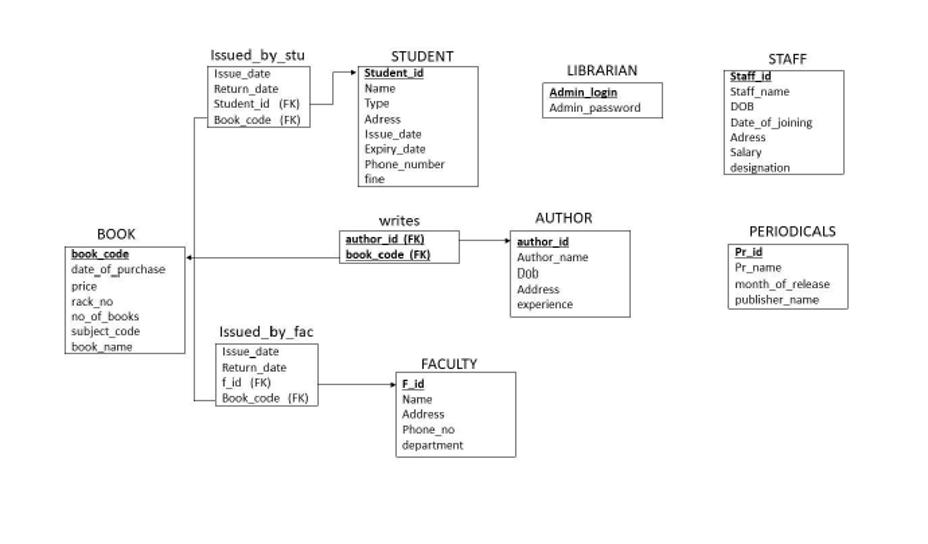 Issued_by_stu
Issue_date
Return_date
Student_id (FK)
Book_code (FK)
STUDENT
Student_id
Name
Type
Adress
Issue_date
Expiry_date
Phone_number
fine
LIBRARIAN
Admin_login
Admin_password
STAFF
Staff_id
Staff_name
DOB
Date_of_joining
Adress
Salary
designation
BOOK
book_code
date_of_purchase
price
rack_no
no_of_books
subject_code
book_name
writes
author_id (FK)
book_code (FK)
AUTHOR
author_id
Author_name
Dob
Address
experience
PERIODICALS
Pr_id
Pr_name
month_of_release
publisher_name
Issued_by_fac
Issue_date
Return_date
f_id (FK)
Book_code (FK)
FACULTY
F_id
Name
Address
Phone_no
department